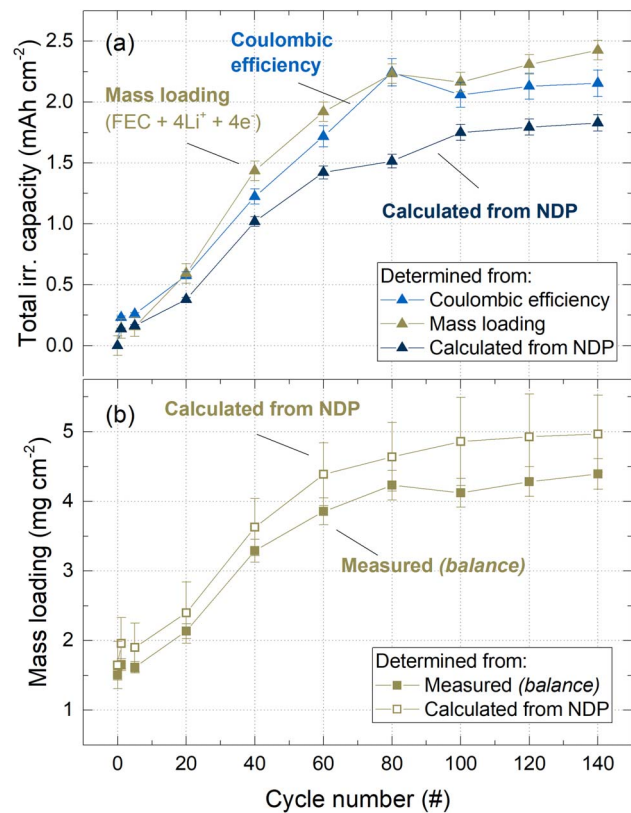 (a)
Coulombic
efficiency
Mass loading
(FEC + 4Li⁺ + 4e⁻)
Calculated from NDP
Determined from:
Coulombic efficiency
Mass loading
Calculated from NDP
Total irr. capacity (mAh cm⁻²)
2.5
2.0
1.5
1.0
0.5
0.0
(b)
Calculated from NDP
Measured (balance)
Determined from:
Measured (balance)
Calculated from NDP
Mass loading (mg cm⁻²)
5
4
3
2
1
0 20 40 60 80 100 120 140
Cycle number (#)